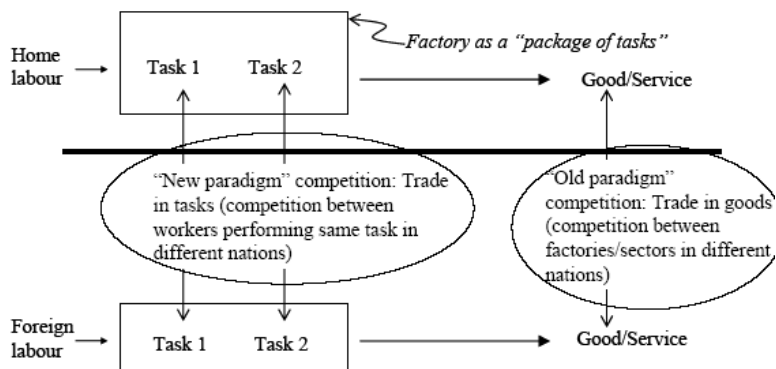 Factory as a "package of tasks"
Home
labour
Task 1
Task 2
Good/Service
"New paradigm" competition: Trade
in tasks (competition between
workers performing same task in
different nations)
"Old paradigm"
competition: Trade in goods
(competition between
factories/sectors in different
nations)
Foreign
labour
Task 1
Task 2
Good/Service